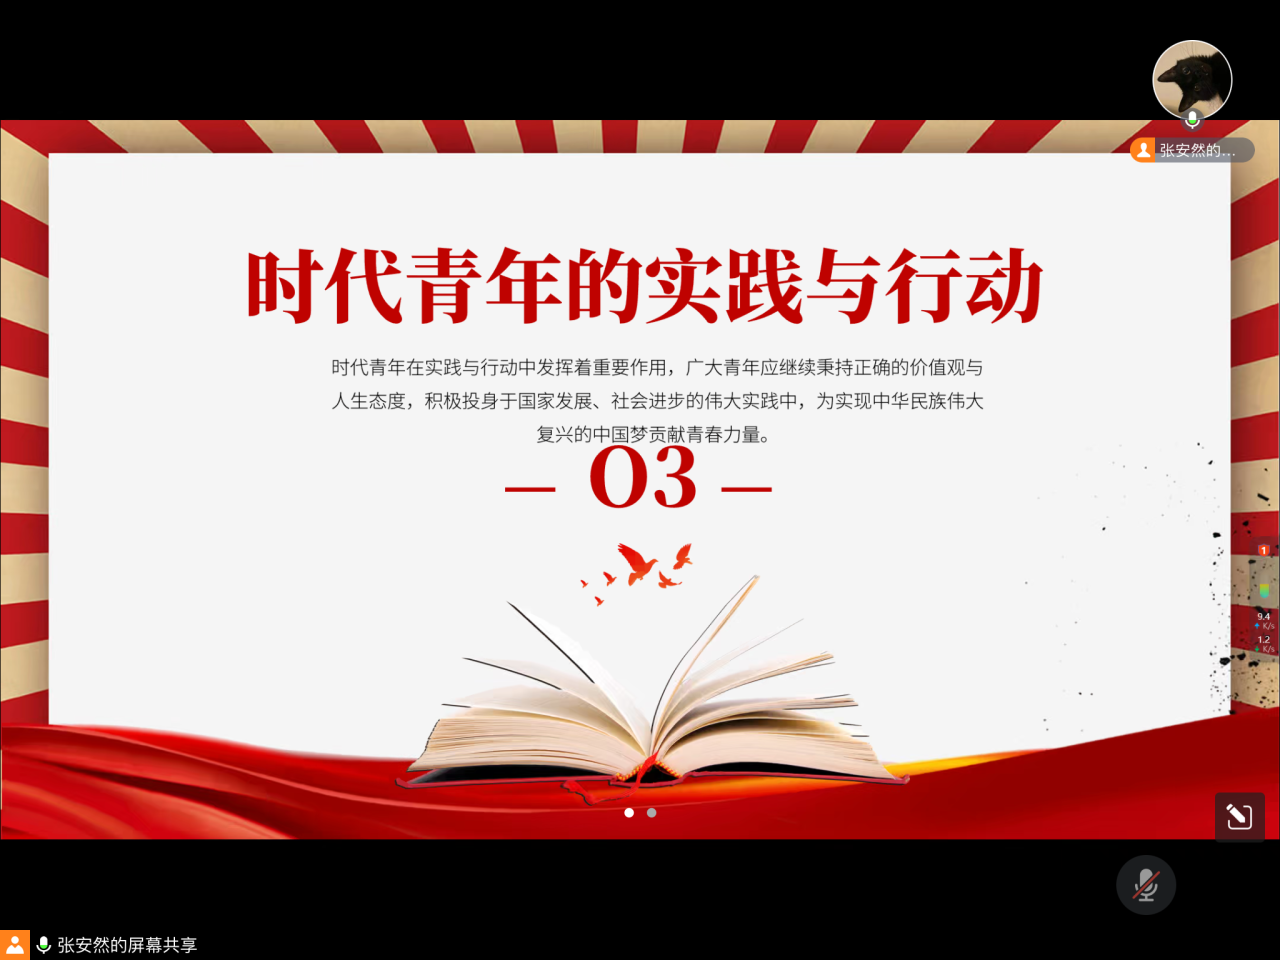 张安然的...
时代青年的实践与行动
时代青年在实践与行动中发挥着重要作用，广大青年应继续秉持正确的价值观与
人生态度，积极投身于国家发展、社会进步的伟大实践中，为实现中华民族伟大
复兴的中国梦贡献青春力量。
— 03 —
1
9.4
K/s
1.2
K/s
张安然的屏幕共享